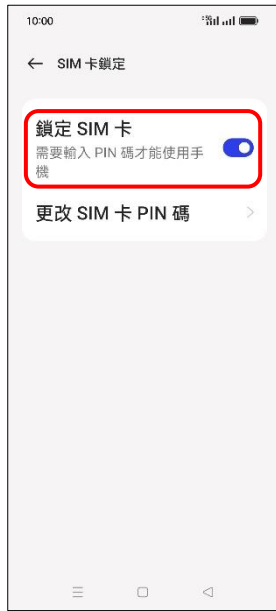 10:00
SIM 卡鎖定
鎖定 SIM 卡
需要輸入 PIN 碼才能使用手
機
更改 SIM 卡 PIN 碼